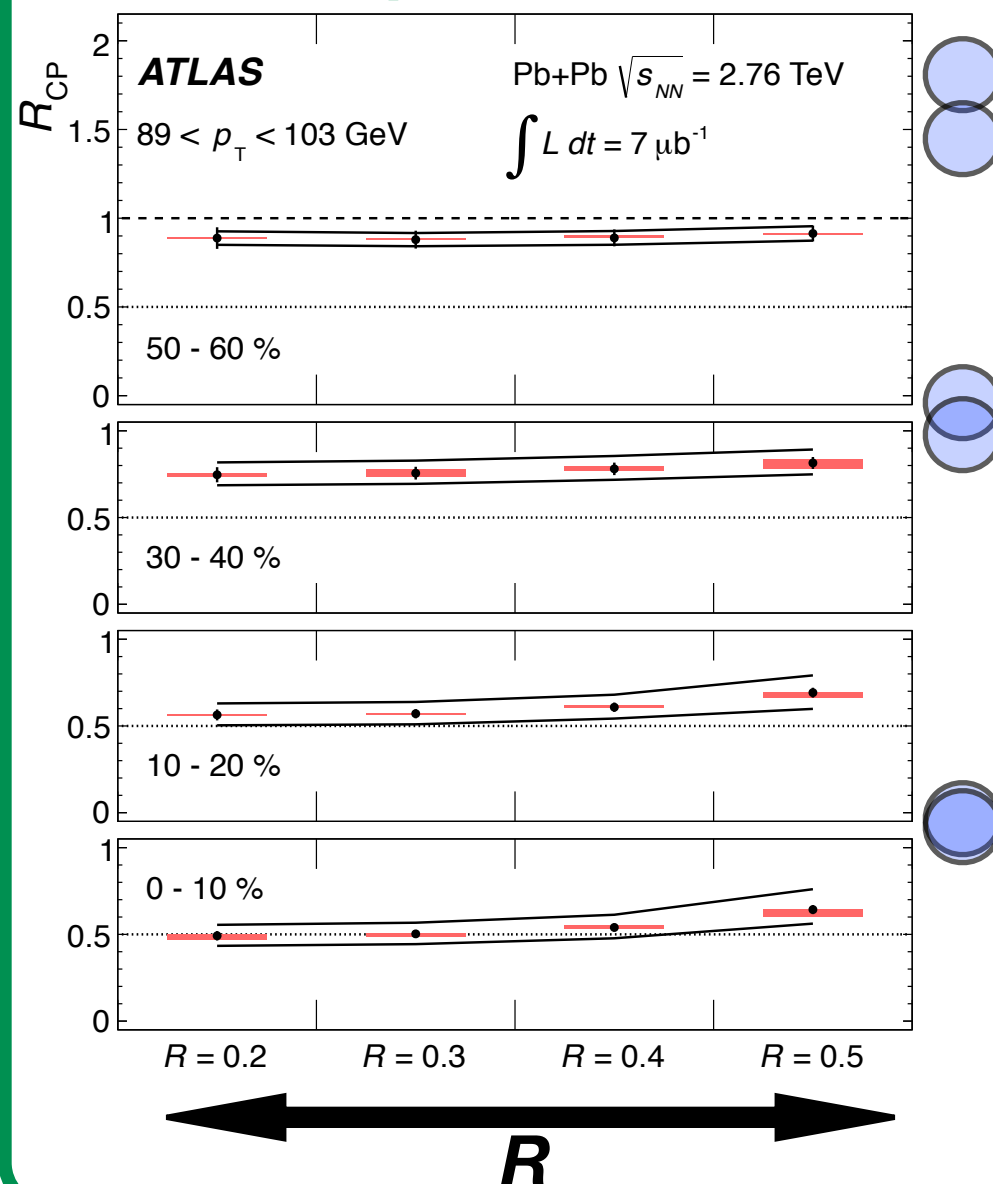 2
ATLAS
Pb+Pb √s_NN = 2.76 TeV
R_CP
1.5
89 < p_T < 103 GeV
∫ L dt = 7 μb⁻¹
1
0.5
50 - 60 %
0
1
0.5
30 - 40 %
0
1
0.5
10 - 20 %
0
1
0 - 10 %
0.5
0
R = 0.2 R = 0.3 R = 0.4 R = 0.5
R